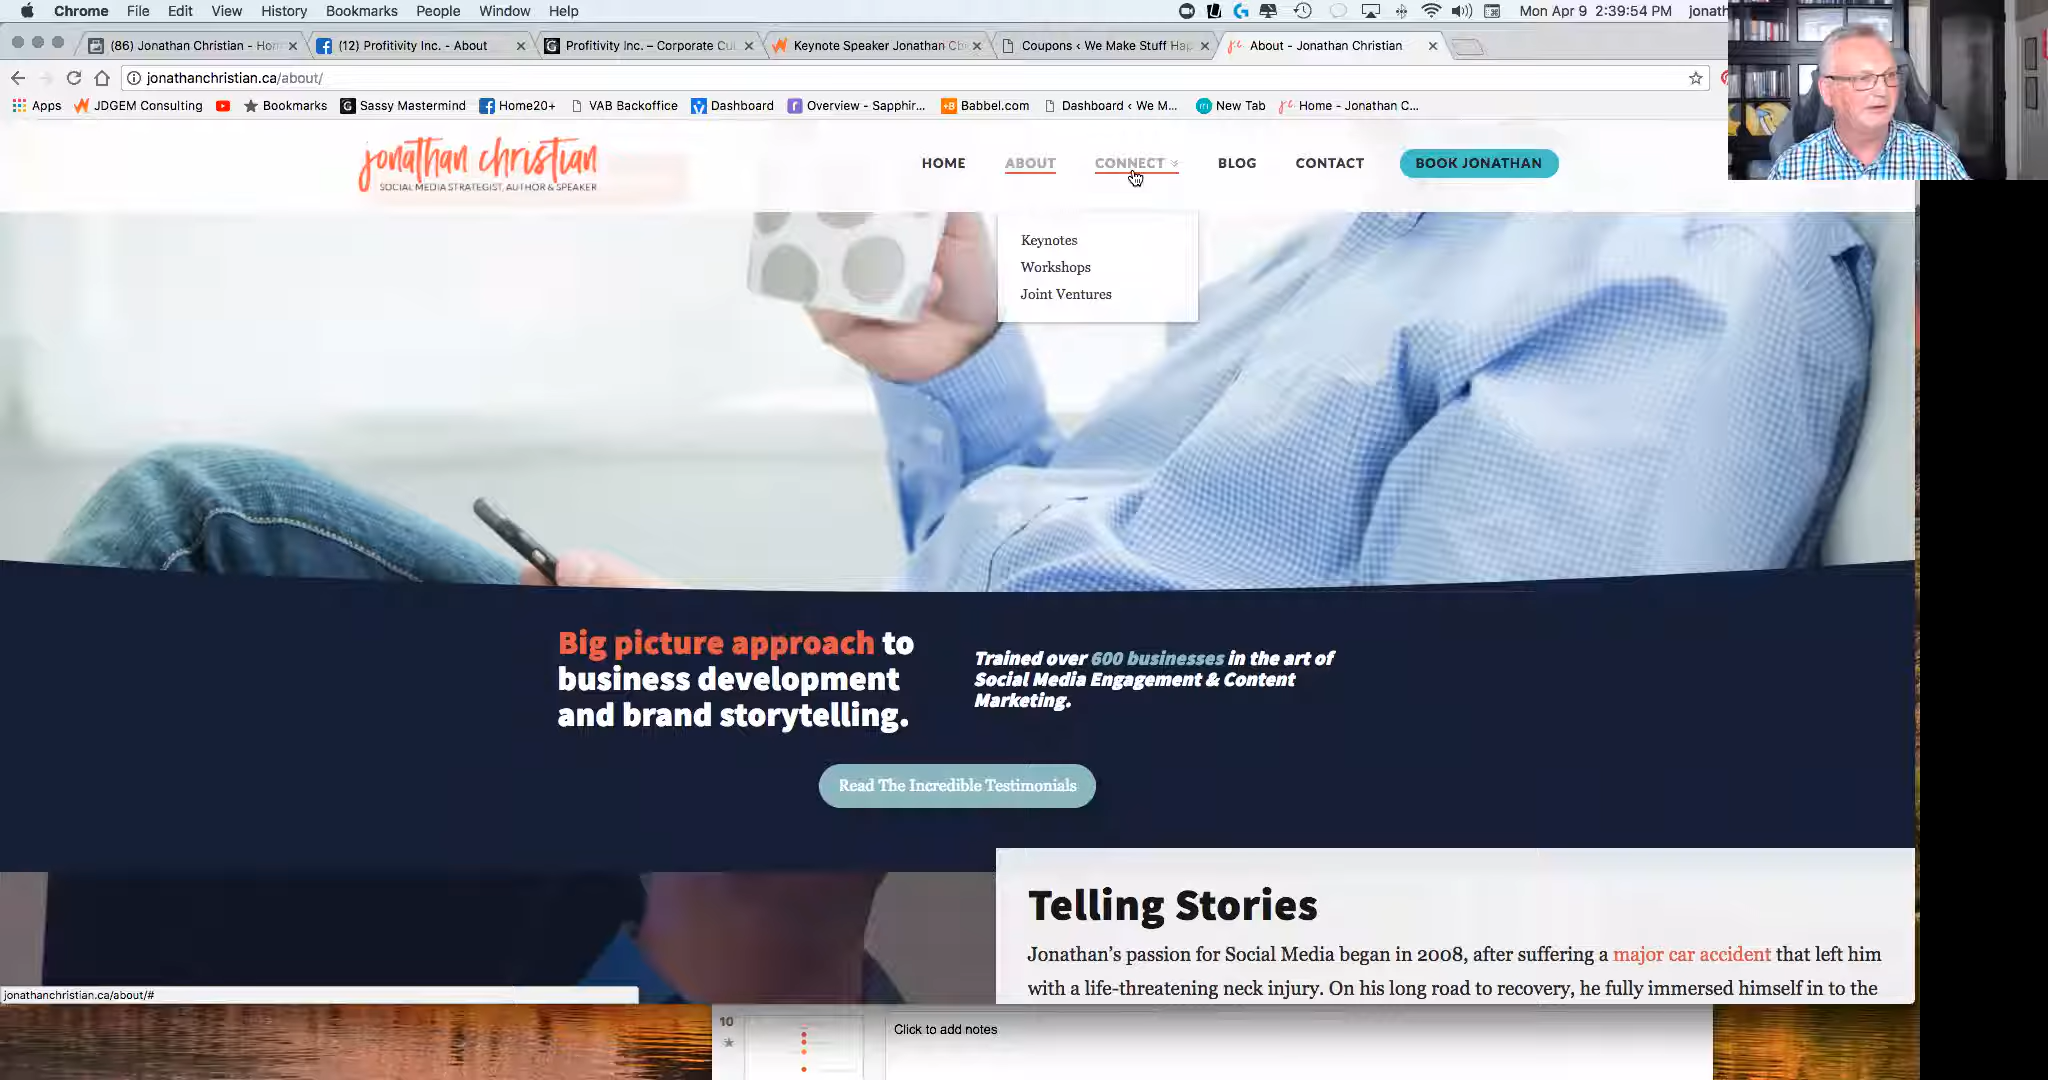 Chrome File Edit View History Bookmarks People Window Help
Mon Apr 9 2:39:54 PM jonath
(86) Jonathan Christian - Hom
(12) Profitivity Inc. - About
Profitivity Inc. – Corporate Cul
Keynote Speaker Jonathan Ch
Coupons ‹ We Make Stuff Hap
About - Jonathan Christian
jonathanchristian.ca/about/
Apps JDGEM Consulting Bookmarks Sassy Mastermind Home20+ VAB Backoffice Dashboard Overview - Sapphir... Babbel.com Dashboard ‹ We M... New Tab Home - Jonathan C...
jonathan christian
SOCIAL MEDIA STRATEGIST, AUTHOR & SPEAKER
HOME ABOUT CONNECT BLOG CONTACT BOOK JONATHAN
Keynotes
Workshops
Joint Ventures
Big picture approach to
business development
and brand storytelling.
Trained over 600 businesses in the art of
Social Media Engagement & Content
Marketing.
Read The Incredible Testimonials
Telling Stories
Jonathan's passion for Social Media began in 2008, after suffering a major car accident that left him
with a life-threatening neck injury. On his long road to recovery, he fully immersed himself in to the
jonathanchristian.ca/about/#
10
Click to add notes